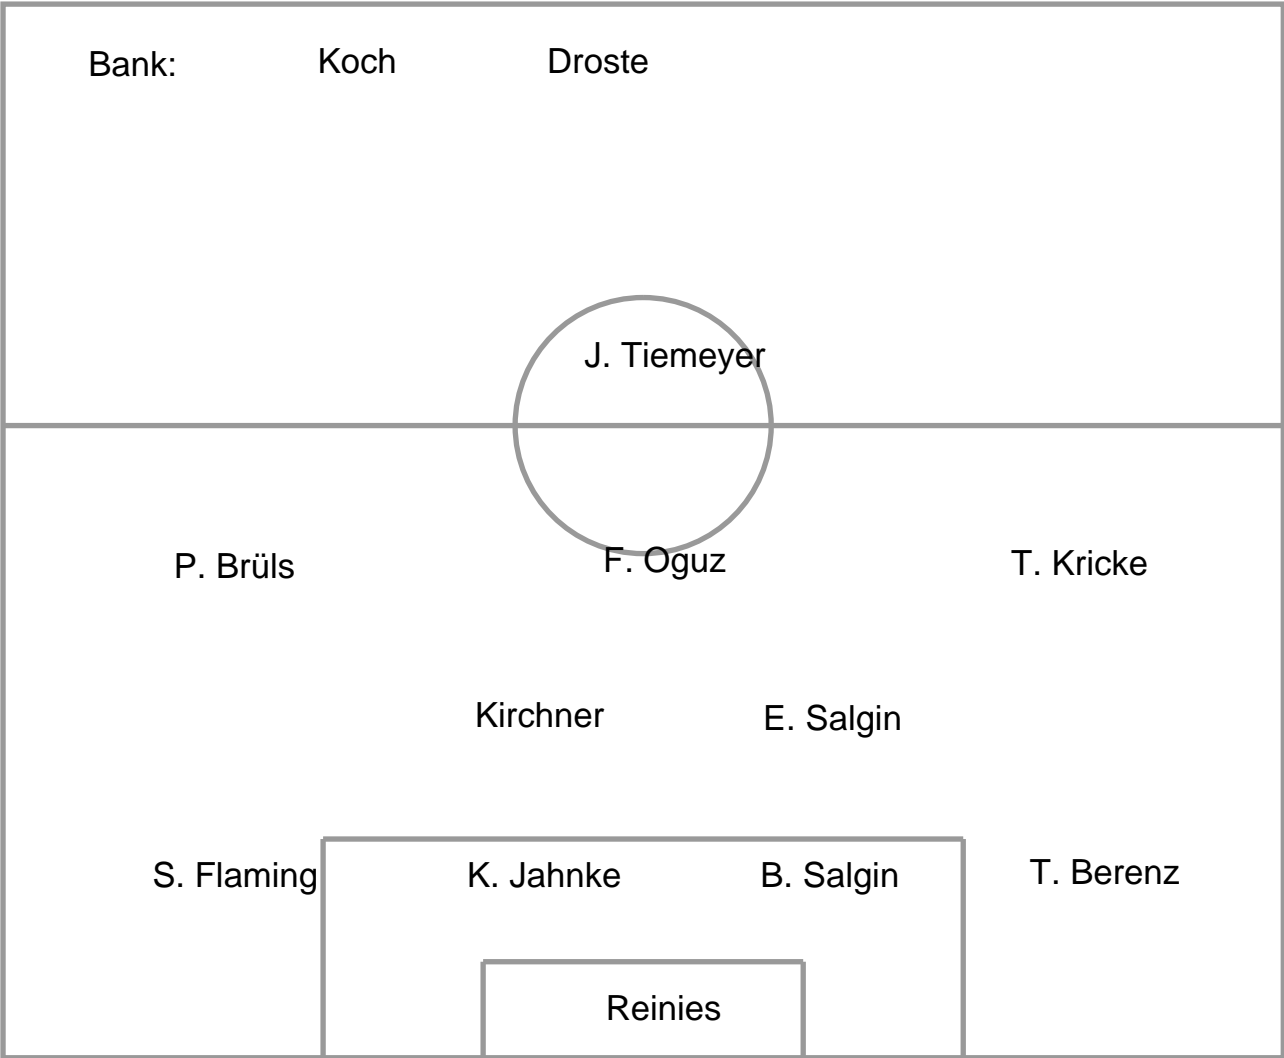 Bank: Koch Droste
J. Tiemeyer
P. Brüls F. Oguz T. Kricke
Kirchner E. Salgin
S. Flaming K. Jahnke B. Salgin T. Berenz
Reinies